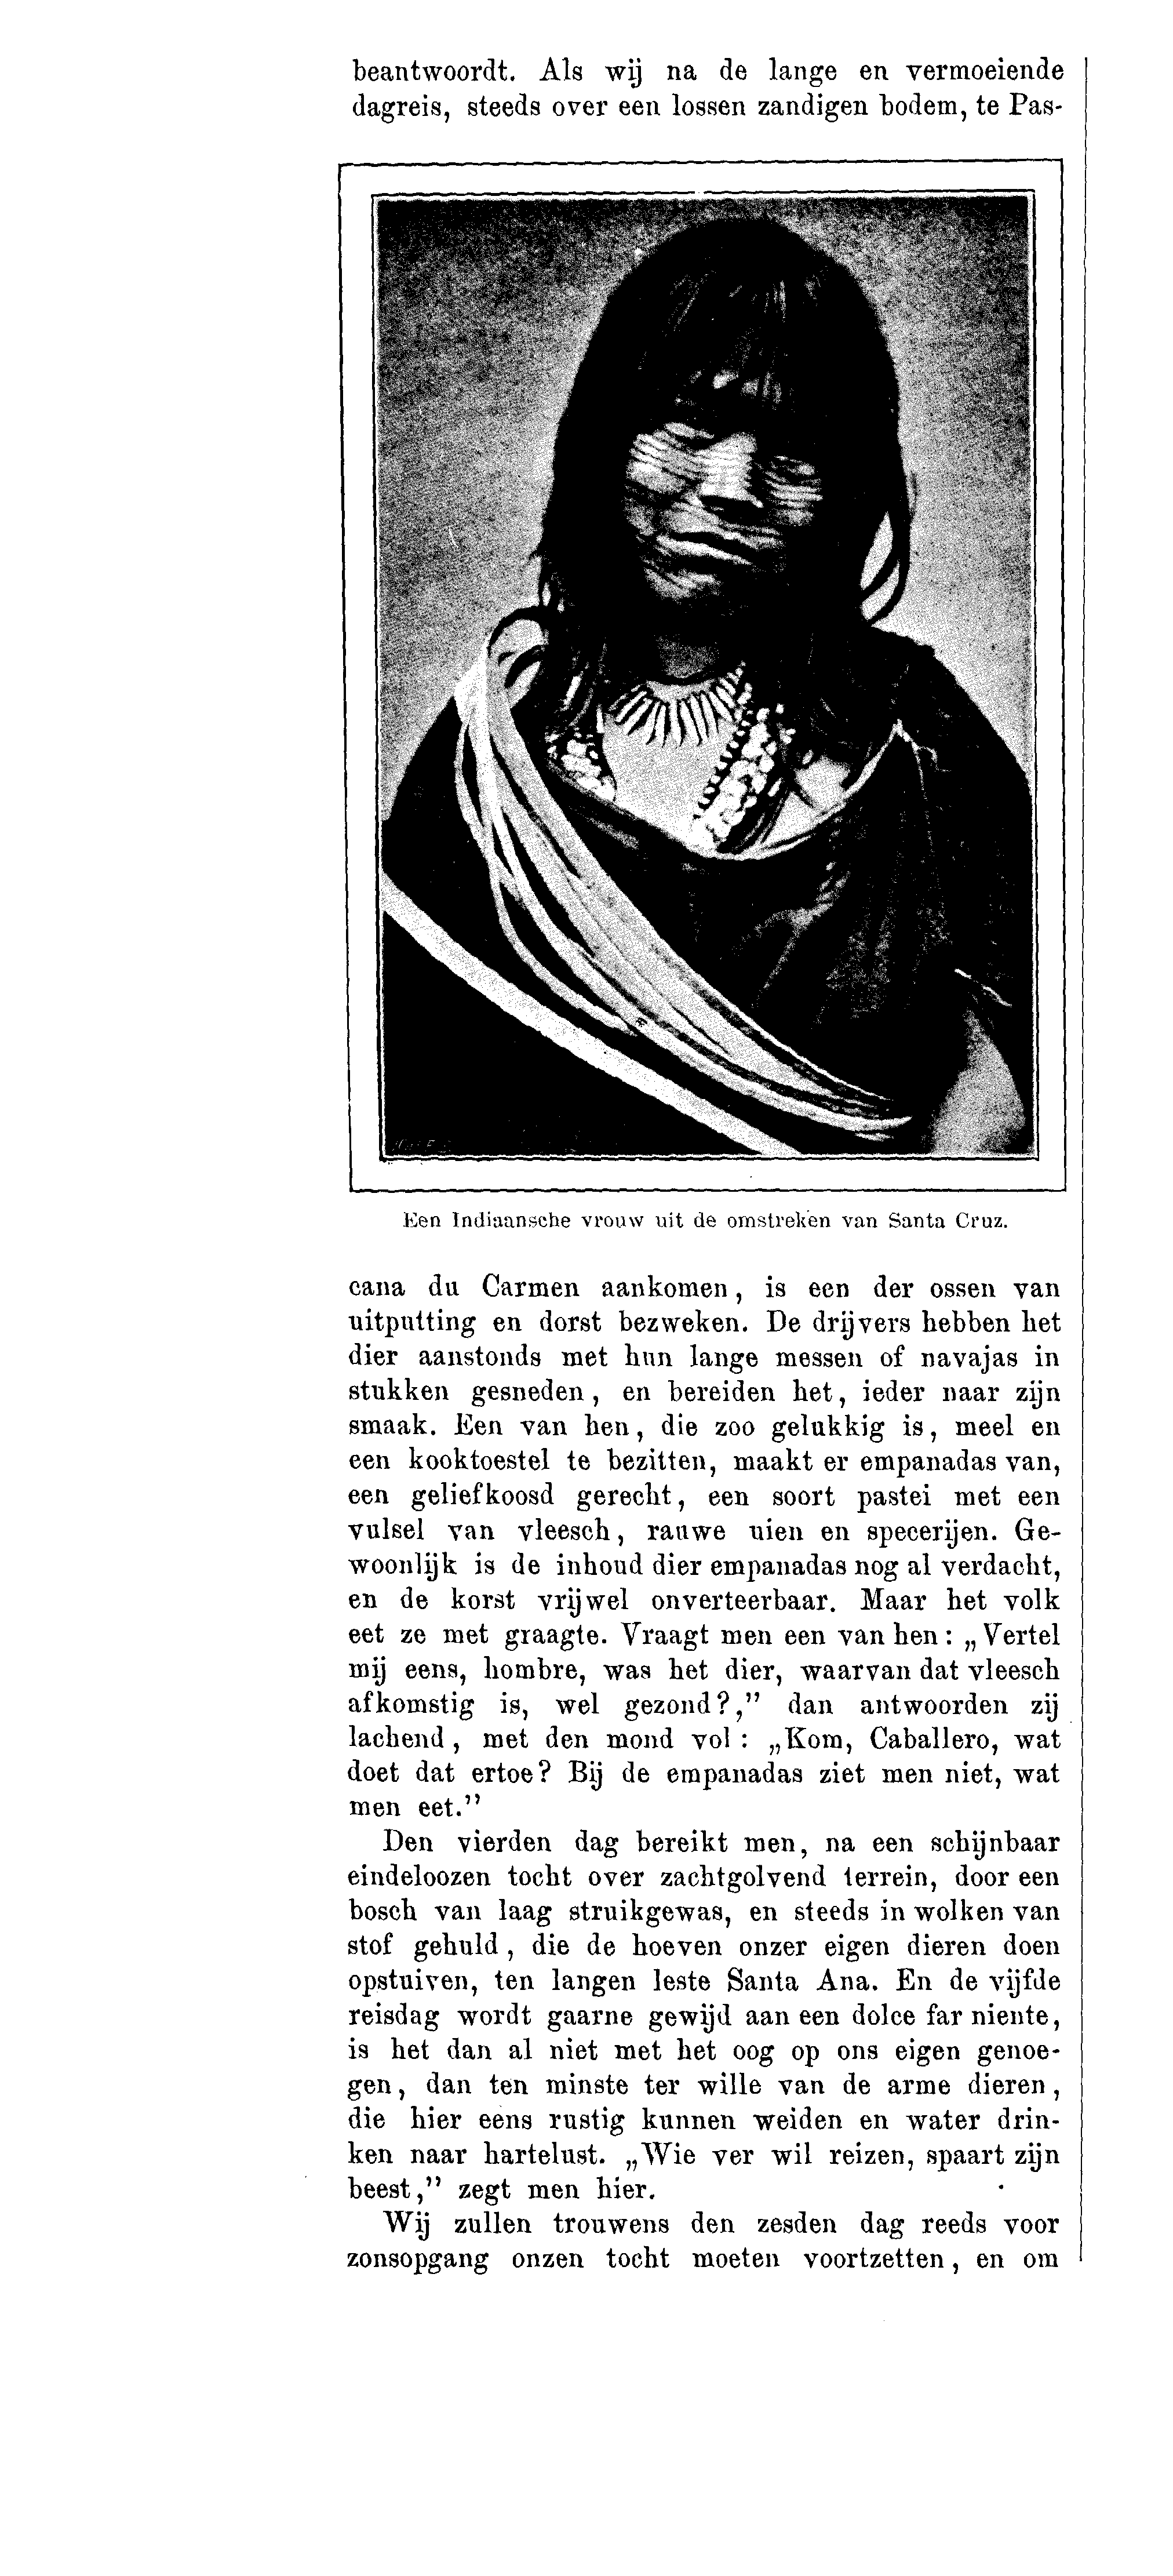 beantwoordt. Als wij na de lange en vermoeiende
dagreis, steeds over een lossen zandigen bodem, te Pas-
Een Indiaansche vrouw uit de omstreken van Santa Cruz.
cana du Carmen aankomen, is een der ossen van
uitputting en dorst bezweken. De drijvers hebben het
dier aanstonds met hun lange messen of navajas in
stukken gesneden, en bereiden het, ieder naar zijn
smaak. Een van hen, die zoo gelukkig is, meel en
een kooktoestel te bezitten, maakt er empanadas van,
een geliefkoosd gerecht, een soort pastei met een
vulsel van vleesch, rauwe uien en specerijen. Ge-
woonlijk is de inhoud dier empanadas nog al verdacht,
en de korst vrijwel onverteerbaar. Maar het volk
eet ze met graagte. Vraagt men een van hen: „Vertel
mij eens, hombre, was het dier, waarvan dat vleesch
afkomstig is, wel gezond?,” dan antwoorden zij
lachend, met den mond vol: „Kom, Caballero, wat
doet dat ertoe? Bij de empanadas ziet men niet, wat
men eet.”
Den vierden dag bereikt men, na een schijnbaar
eindeloozen tocht over zachtgolvend terrein, door een
bosch van laag struikgewas, en steeds in wolken van
stof gehuld, die de hoeven onzer eigen dieren doen
opstuiven, ten langen leste Santa Ana. En de vijfde
reisdag wordt gaarne gewijd aan een dolce far niente,
is het dan al niet met het oog op ons eigen genoe-
gen, dan ten minste ter wille van de arme dieren,
die hier eens rustig kunnen weiden en water drin-
ken naar hartelust. „Wie ver wil reizen, spaart zijn
beest,” zegt men hier.
Wij zullen trouwens den zesden dag reeds voor
zonsopgang onzen tocht moeten voortzetten, en om